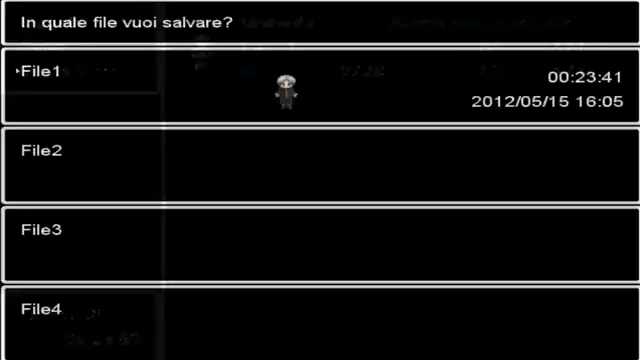 In quale file vuoi salvare?
File1
00:23:41
2012/05/15 16:05
File2
File3
File4